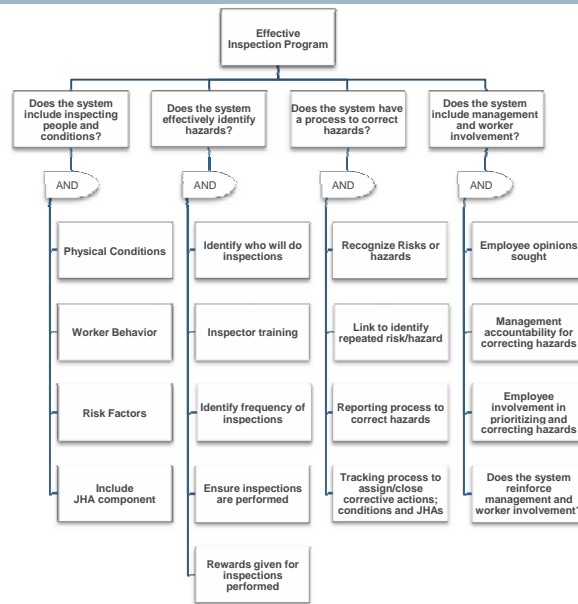 Effective
Inspection Program
Does the system
include inspecting
people and
conditions?
Does the system
effectively identify
hazards?
Does the system have
a process to correct
hazards?
Does the system
include management
and worker
involvement?
AND
AND
AND
AND
Physical Conditions
Worker Behavior
Risk Factors
Include
JHA component
Identify who will do
inspections
Inspector training
Identify frequency of
inspections
Ensure inspections
are performed
Rewards given for
inspections
performed
Recognize Risks or
hazards
Link to identify
repeated risk/hazard
Reporting process to
correct hazards
Tracking process to
assign/close
corrective actions;
conditions and JHAs
Employee opinions
sought
Management
accountability for
correcting hazards
Employee
involvement in
prioritizing and
correcting hazards
Does the system
reinforce
management and
worker involvement?